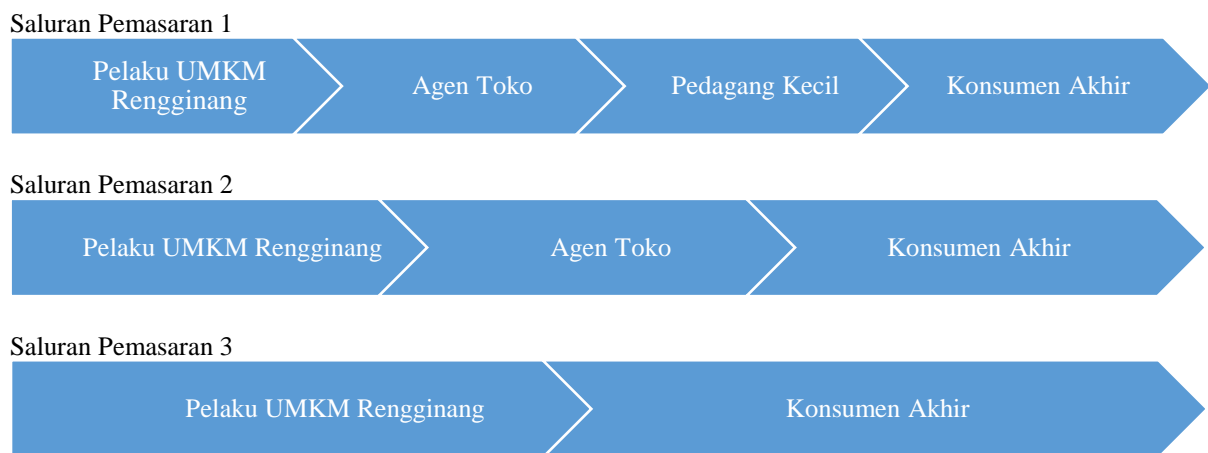 Saluran Pemasaran 1
Pelaku UMKM
Rengginang
Agen Toko
Pedagang Kecil
Konsumen Akhir
Saluran Pemasaran 2
Pelaku UMKM Rengginang
Agen Toko
Konsumen Akhir
Saluran Pemasaran 3
Pelaku UMKM Rengginang
Konsumen Akhir